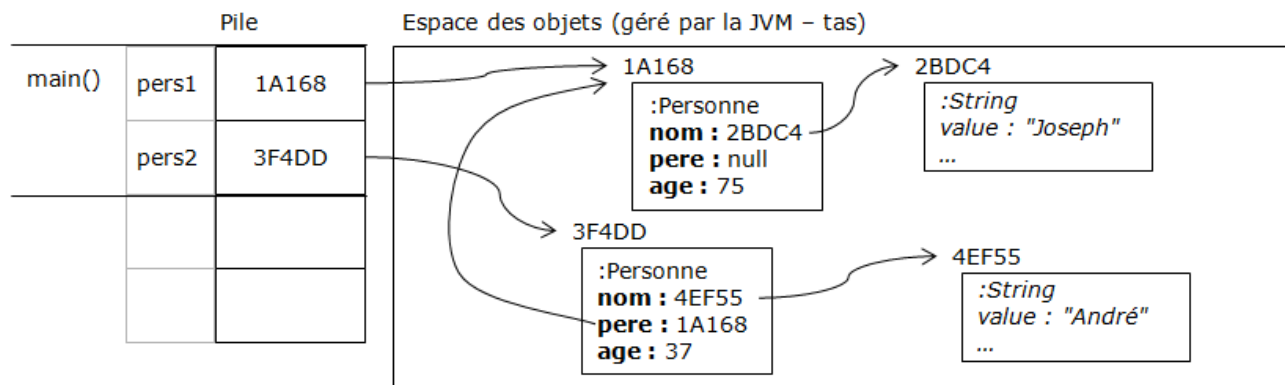 Pile
Espace des objets (géré par la JVM – tas)
main()
pers1
1A168
pers2
3F4DD
1A168
:Personne
nom : 2BDC4
pere : null
age : 75
2BDC4
:String
value : "Joseph"
...
3F4DD
:Personne
nom : 4EF55
pere : 1A168
age : 37
4EF55
:String
value : "André"
...